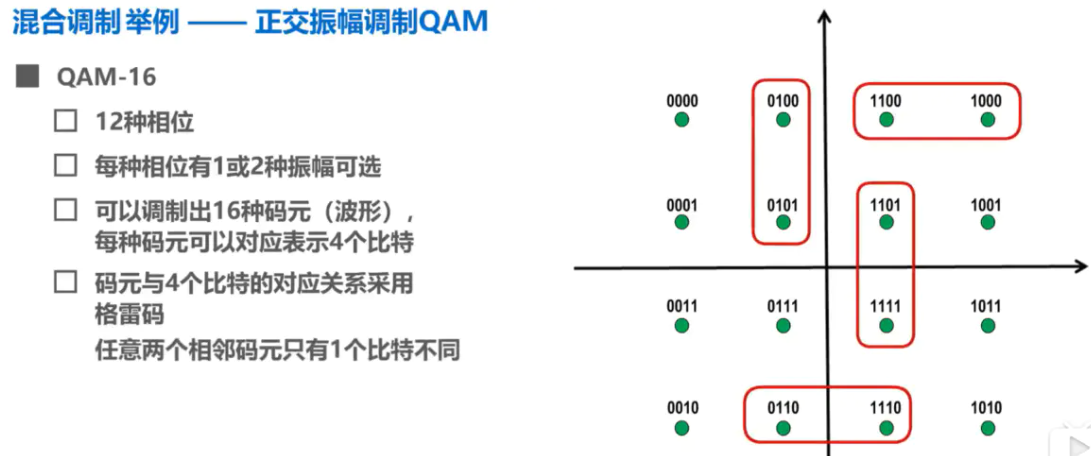 混合调制 举例 —— 正交振幅调制QAM
QAM-16
12种相位
每种相位有1或2种振幅可选
可以调制出16种码元（波形），
每种码元可以对应表示4个比特
码元与4个比特的对应关系采用
格雷码
任意两个相邻码元只有1个比特不同
0000 0100 1100 1000
0001 0101 1101 1001
0011 0111 1111 1011
0010 0110 1110 1010